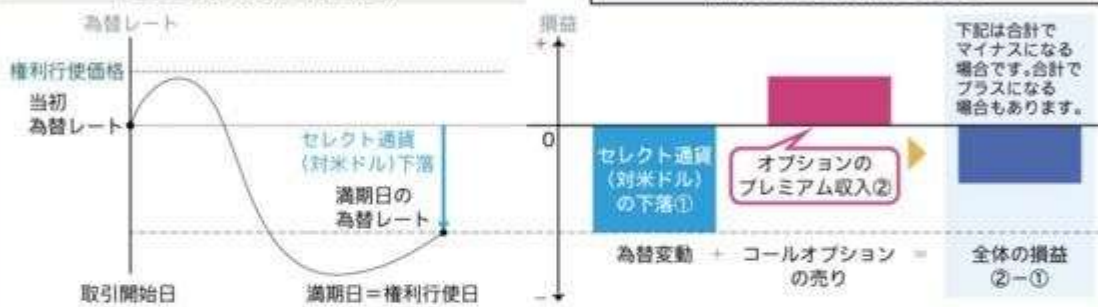 為替レート
権利行使価格
当初
為替レート
セレクト通貨
(対米ドル)下落
満期日の
為替レート
取引開始日
満期日=権利行使日
損益
+
0
−
セレクト通貨
(対米ドル)
の下落①
オプションの
プレミアム収入②
下記は合計で
マイナスになる
場合です。合計で
プラスになる
場合もあります。
為替変動 + コールオプション = 全体の損益
の売り ②−①